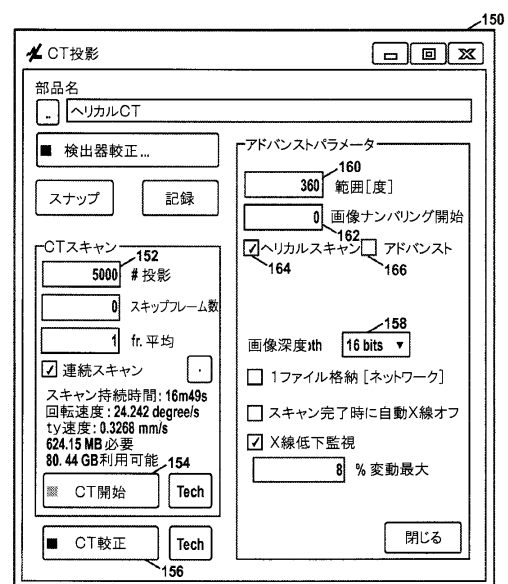 150
CT投影
部品名
.. ヘリカルCT
検出器較正...
スナップ 記録
CTスキャン
152
5000 # 投影
0 スキップフレーム数
1 fr. 平均
連続スキャン
スキャン持続時間: 16m49s
回転速度: 24.242 degree/s
ty速度: 0.3268 mm/s
624.15 MB 必要
80.44 GB利用可能
154
CT開始 Tech
CT較正 Tech
156
アドバンストパラメータ
160
360 範囲[度]
0 画像ナンバリング開始
162
ヘリカルスキャン アドバンスト
164 166
158
画像深度pth 16 bits
1ファイル格納 [ネットワーク]
スキャン完了時に自動X線オフ
X線低下監視
8 % 変動最大
閉じる